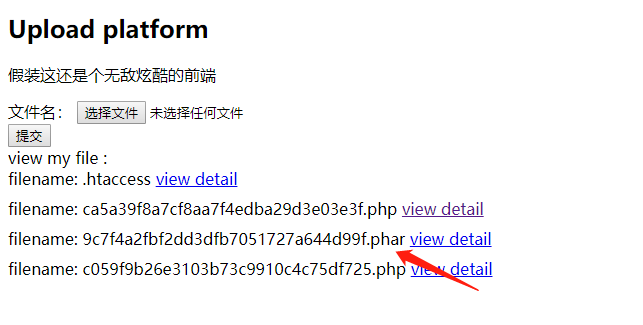 Upload platform
假装这还是个无敌炫酷的前端
文件名： 选择文件 未选择任何文件
提交
view my file :
filename: .htaccess view detail
filename: ca5a39f8a7cf8aa7f4edba29d3e03e3f.php view detail
filename: 9c7f4a2fbf2dd3dfb7051727a644d99f.phar view detail
filename: c059f9b26e3103b73c9910c4c75df725.php view detail